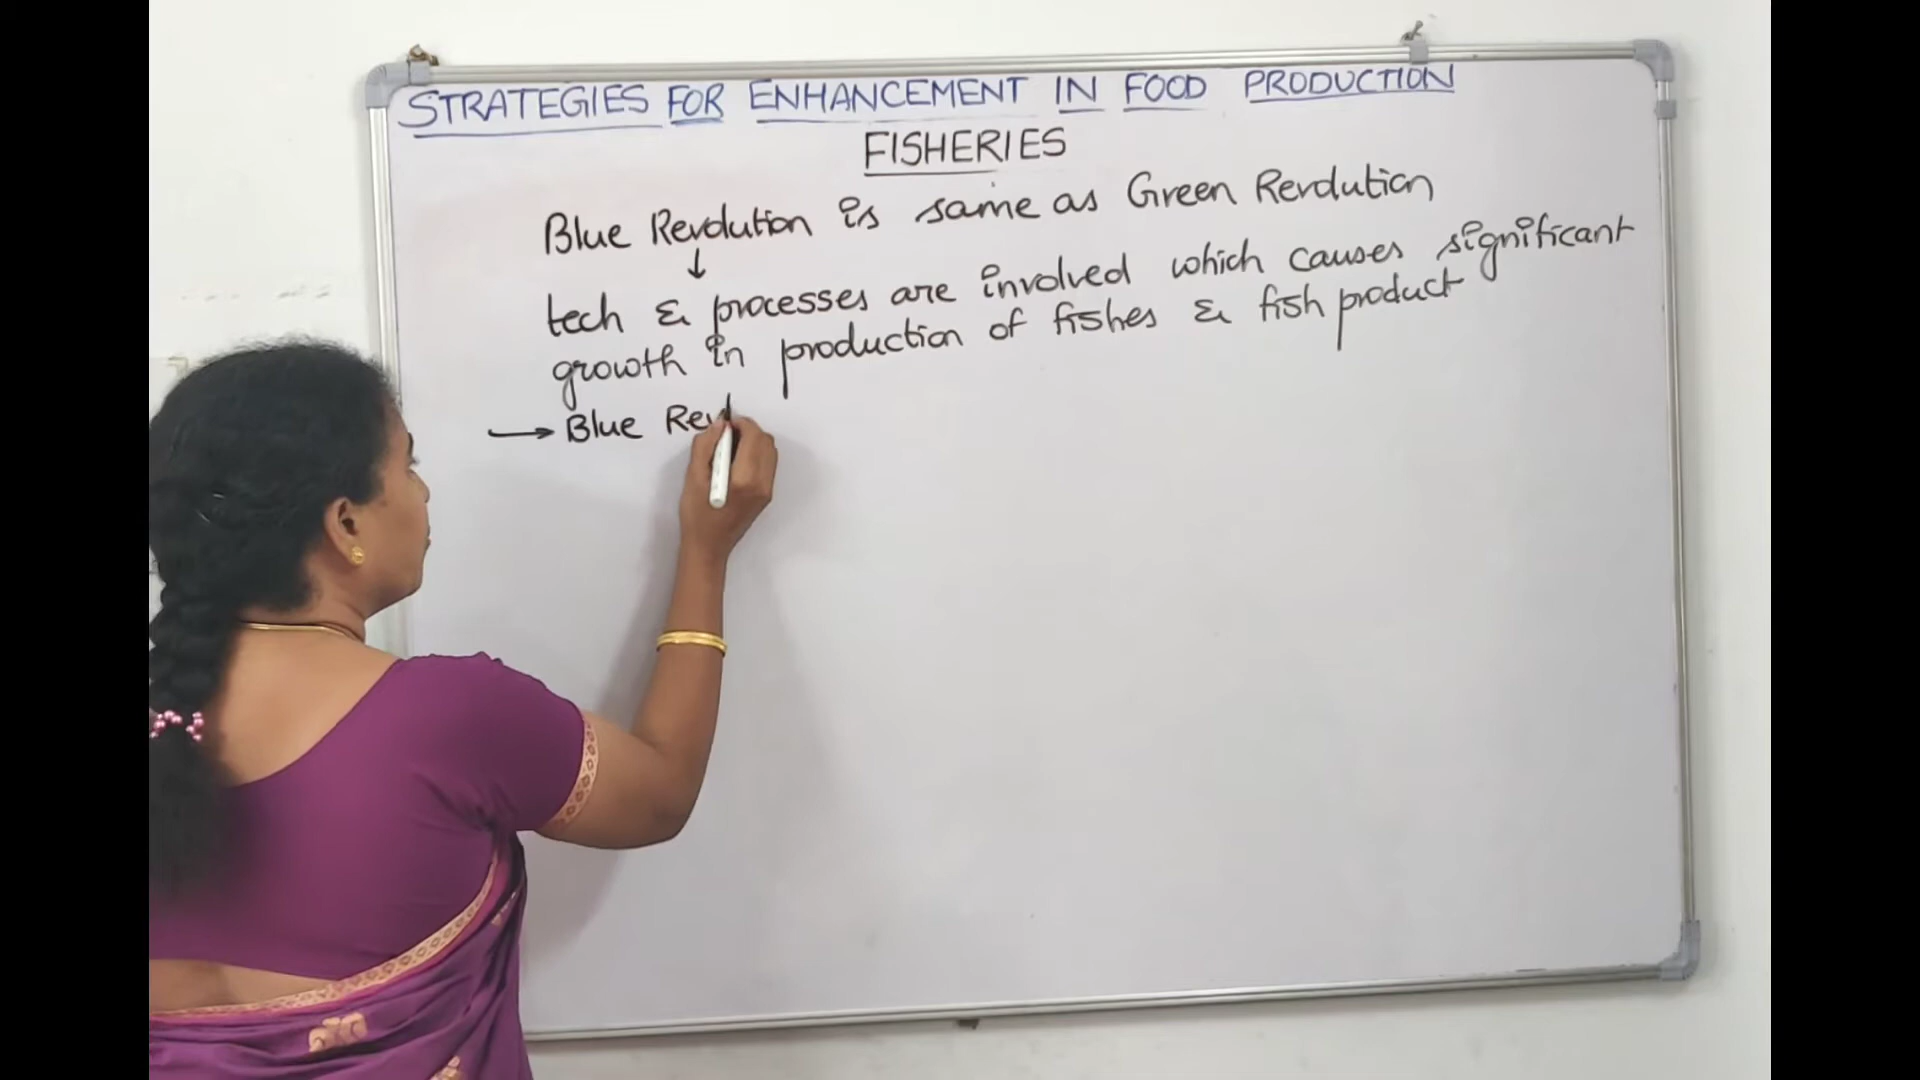 STRATEGIES FOR ENHANCEMENT IN FOOD PRODUCTION
FISHERIES
Blue Revolution is same as Green Revolution
↓
tech & processes are involved which causes significant
growth in production of fishes & fish product
→ Blue Rev